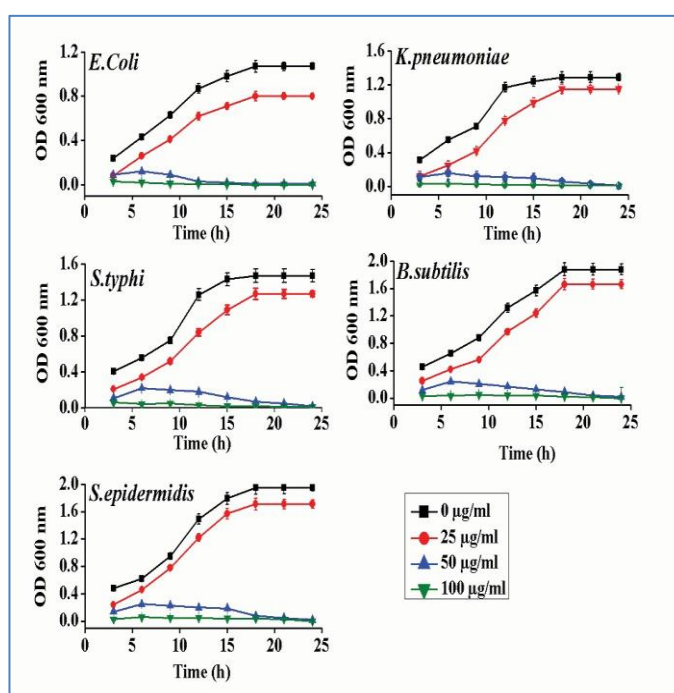 E.Coli
OD 600 nm
1.2
0.8
0.4
0.0
0 5 10 15 20 25
Time (h)
K.pneumoniae
OD 600 nm
1.6
1.2
0.8
0.4
0.0
0 5 10 15 20 25
Time (h)
S.typhi
OD 600 nm
1.6
1.2
0.8
0.4
0.0
0 5 10 15 20 25
Time (h)
B.subtilis
OD 600 nm
2.0
1.6
1.2
0.8
0.4
0.0
0 5 10 15 20 25
Time (h)
S.epidermidis
OD 600 nm
2.0
1.6
1.2
0.8
0.4
0.0
0 5 10 15 20 25
Time (h)
0 µg/ml
25 µg/ml
50 µg/ml
100 µg/ml